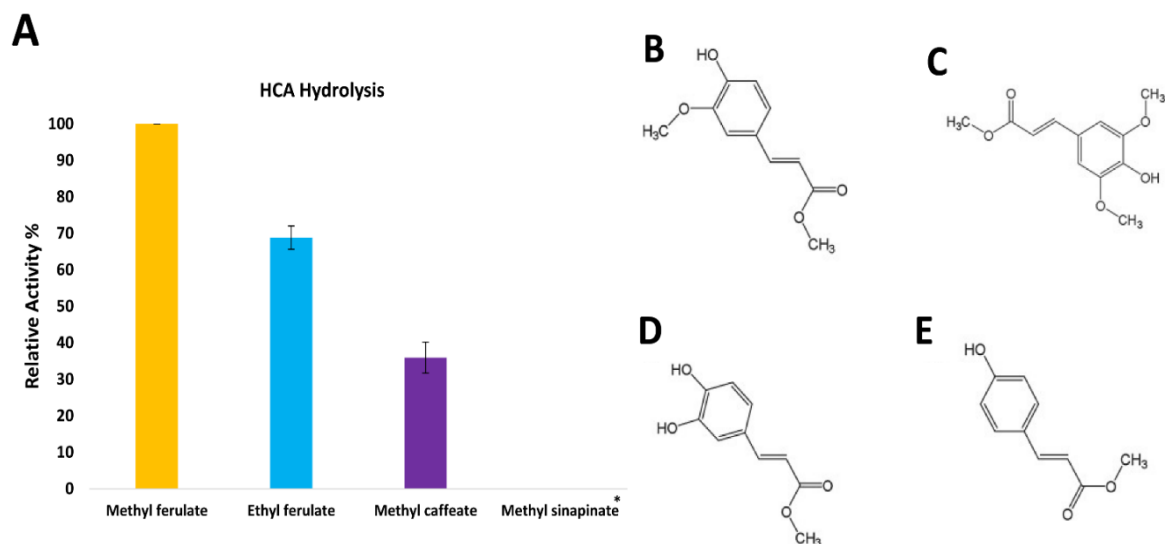 A
HCA Hydrolysis
Relative Activity %
100
90
80
70
60
50
40
30
20
10
0
Methyl ferulate
Ethyl ferulate
Methyl caffeate
Methyl sinapinate*
B
HO
O
H₃C
O
O
CH₃
C
O
H₃C
O
CH₃
O
OH
O
CH₃
D
HO
HO
O
O
CH₃
E
HO
CH₃
O
O